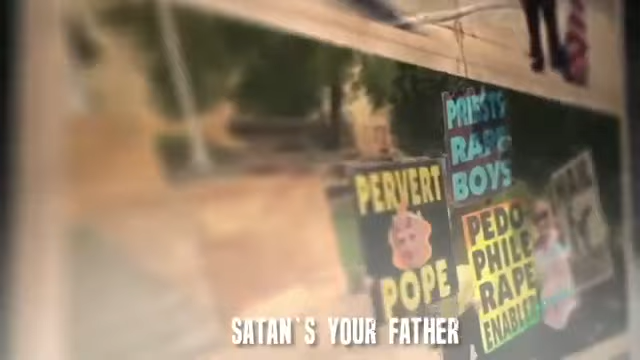 PRIESTS
RAPE
BOYS
PERVERT
POPE
PEDO
PHILE
RAPE
ENABLER
SATAN`S YOUR FATHER